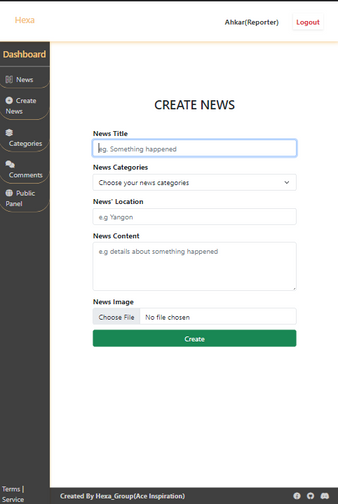 Hexa
Ahkar(Reporter)
Logout
Dashboard
News
Create
News
Categories
Comments
Public
Panel
CREATE NEWS
News Title
eg. Something happened
News Categories
Choose your news categories
News' Location
e.g Yangon
News Content
e.g details about something happened
News Image
Choose File No file chosen
Create
Terms |
Service
Created By Hexa_Group(Ace Inspiration)